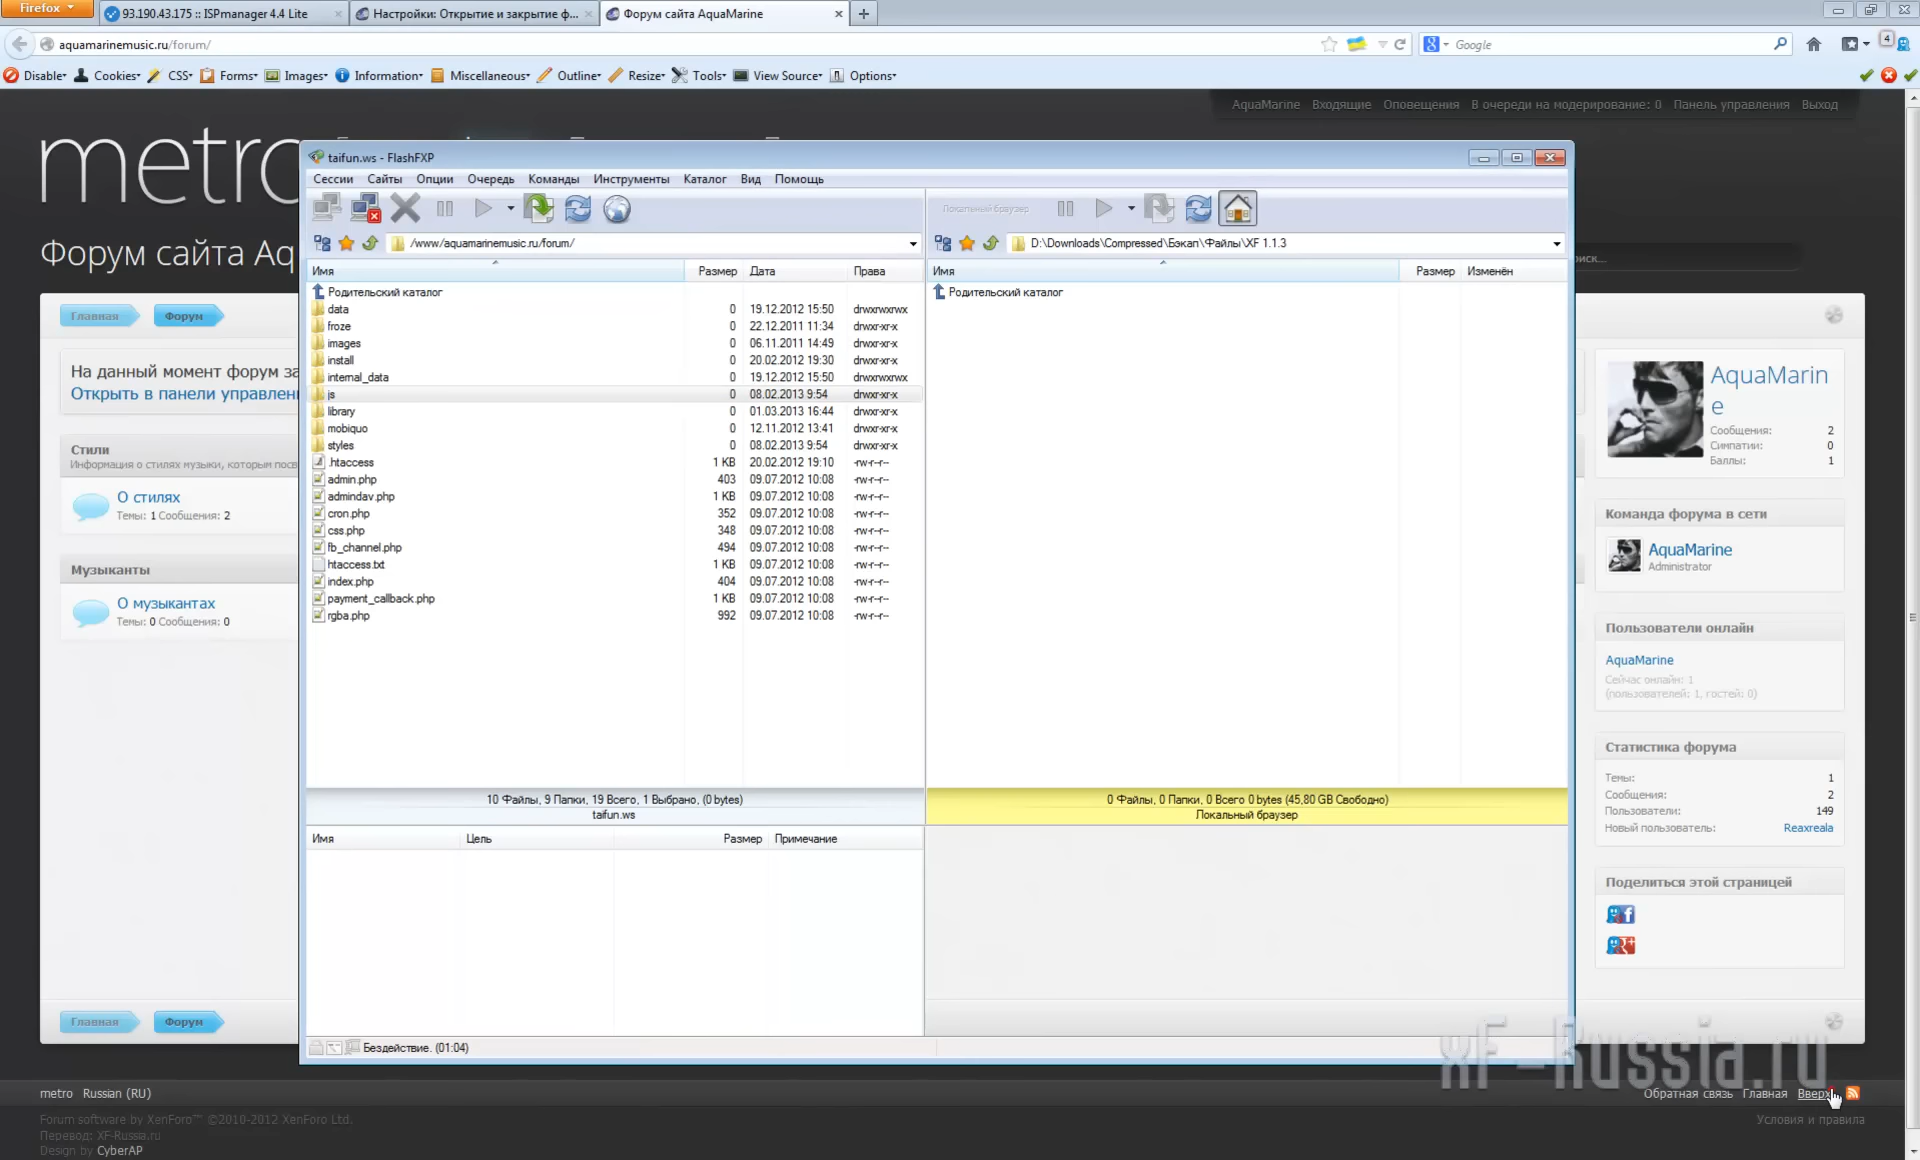 Firefox
93.190.43.175 :: ISPmanager 4.4 Lite
Настройки: Открытие и закрытие ф...
Форум сайта AquaMarine
aquamarinemusic.ru/forum/
Google
4
Disable Cookies CSS Forms Images Information Miscellaneous Outline Resize Tools View Source Options
AquaMarine Входящие Оповещения В очереди на модерирование: 0 Панель управления Выход
metro
Форум сайта Aq
Главная Форум
На данный момент форум за
Открыть в панели управлен
Стили
Информация о стилях музыки, которым посв
О стилях
Темы: 1 Сообщения: 2
Музыканты
О музыкантах
Темы: 0 Сообщения: 0
Главная Форум
taifun.ws - FlashFXP
Сессии Сайты Опции Очередь Команды Инструменты Каталог Вид Помощь
Локальный браузер
/www/aquamarinemusic.ru/forum/
D:\Downloads\Compressed\Бэкап\Файлы\XF 1.1.3
Имя Размер Дата Права
Имя Размер Изменён
Родительский каталог
Родительский каталог
data 0 19.12.2012 15:50 drwxrwxrwx
froze 0 22.12.2011 11:34 drwxr-xr-x
images 0 06.11.2011 14:49 drwxr-xr-x
install 0 20.02.2012 19:30 drwxr-xr-x
internal_data 0 19.12.2012 15:50 drwxrwxrwx
js 0 08.02.2013 9:54 drwxr-xr-x
library 0 01.03.2013 16:44 drwxr-xr-x
mobiquo 0 12.11.2012 13:41 drwxr-xr-x
styles 0 08.02.2013 9:54 drwxr-xr-x
.htaccess 1 KB 20.02.2012 19:10 -rw-r--r--
admin.php 403 09.07.2012 10:08 -rw-r--r--
admindav.php 1 KB 09.07.2012 10:08 -rw-r--r--
cron.php 352 09.07.2012 10:08 -rw-r--r--
css.php 348 09.07.2012 10:08 -rw-r--r--
fb_channel.php 494 09.07.2012 10:08 -rw-r--r--
htaccess.txt 1 KB 09.07.2012 10:08 -rw-r--r--
index.php 404 09.07.2012 10:08 -rw-r--r--
payment_callback.php 1 KB 09.07.2012 10:08 -rw-r--r--
rgba.php 992 09.07.2012 10:08 -rw-r--r--
10 Файлы, 9 Папки, 19 Всего, 1 Выбрано, (0 bytes)
taifun.ws
0 Файлы, 0 Папки, 0 Всего 0 bytes (45,80 GB Свободно)
Локальный браузер
Имя Цель Размер Примечание
Бездействие. (01:04)
AquaMarin
e
Сообщения: 2
Симпатии: 0
Баллы: 1
Команда форума в сети
AquaMarine
Administrator
Пользователи онлайн
AquaMarine
Сейчас онлайн: 1
(пользователей: 1, гостей: 0)
Статистика форума
Темы: 1
Сообщения: 2
Пользователи: 149
Новый пользователь: Reaxreala
Поделиться этой страницей
xF-Russia.ru
metro Russian (RU)
Обратная связь Главная Вверх
Forum software by XenForo™ ©2010-2012 XenForo Ltd.
Условия и правила
Перевод: XF-Russia.ru
Design by CyberAP